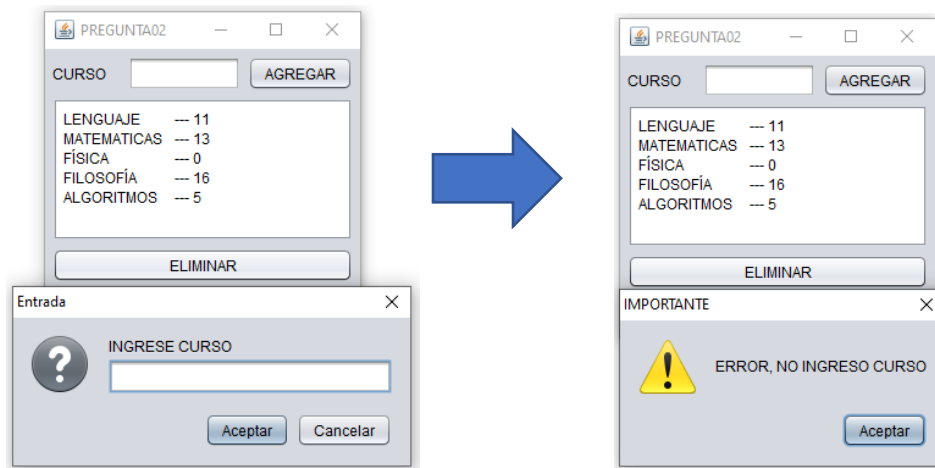 PREGUNTA02
CURSO AGREGAR
LENGUAJE --- 11
MATEMATICAS --- 13
FÍSICA --- 0
FILOSOFÍA --- 16
ALGORITMOS --- 5
ELIMINAR
Entrada
INGRESE CURSO
Aceptar Cancelar
PREGUNTA02
CURSO AGREGAR
LENGUAJE --- 11
MATEMATICAS --- 13
FÍSICA --- 0
FILOSOFÍA --- 16
ALGORITMOS --- 5
ELIMINAR
IMPORTANTE
ERROR, NO INGRESO CURSO
Aceptar